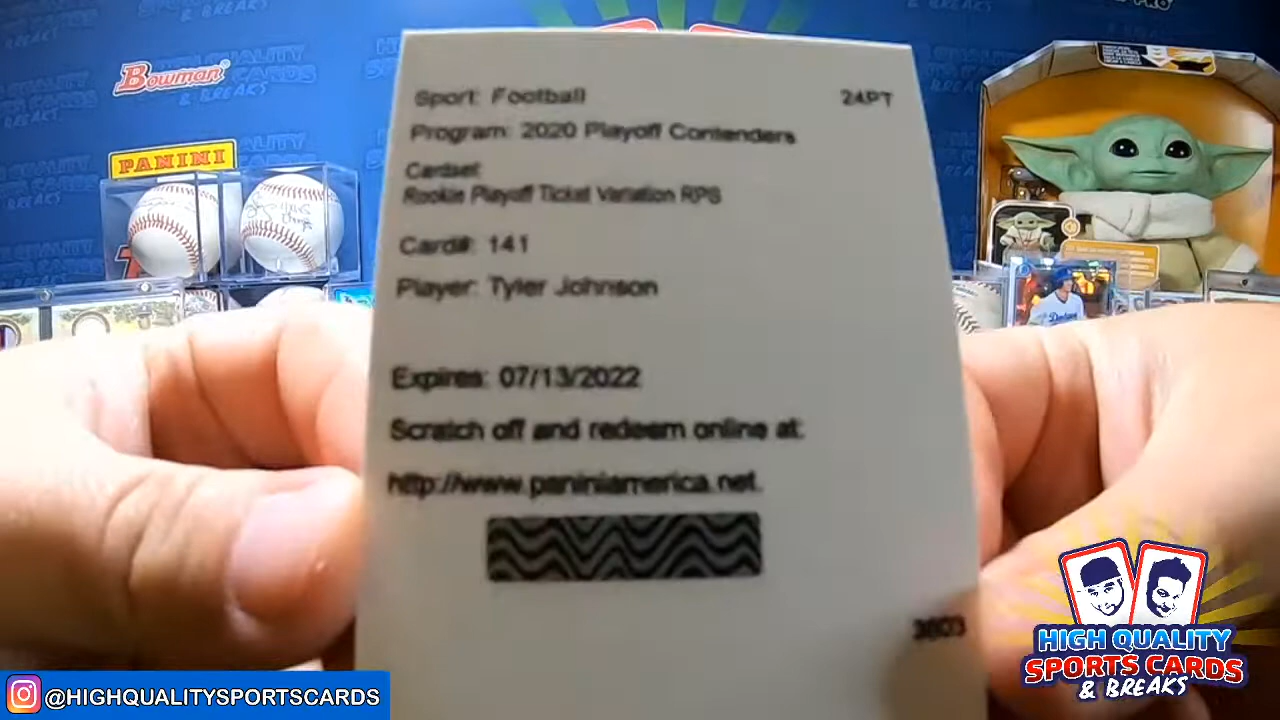 Bowman
PANINI
Sport: Football
24PT
Program: 2020 Playoff Contenders
Cardset:
Rookie Playoff Ticket Variation RPS
Card#: 141
Player: Tyler Johnson
Expires: 07/13/2022
Scratch off and redeem online at:
http://www.paniniamerica.net.
3803
Dodgers
HIGH QUALITY
SPORTS CARDS
& BREAKS
@HIGHQUALITYSPORTSCARDS